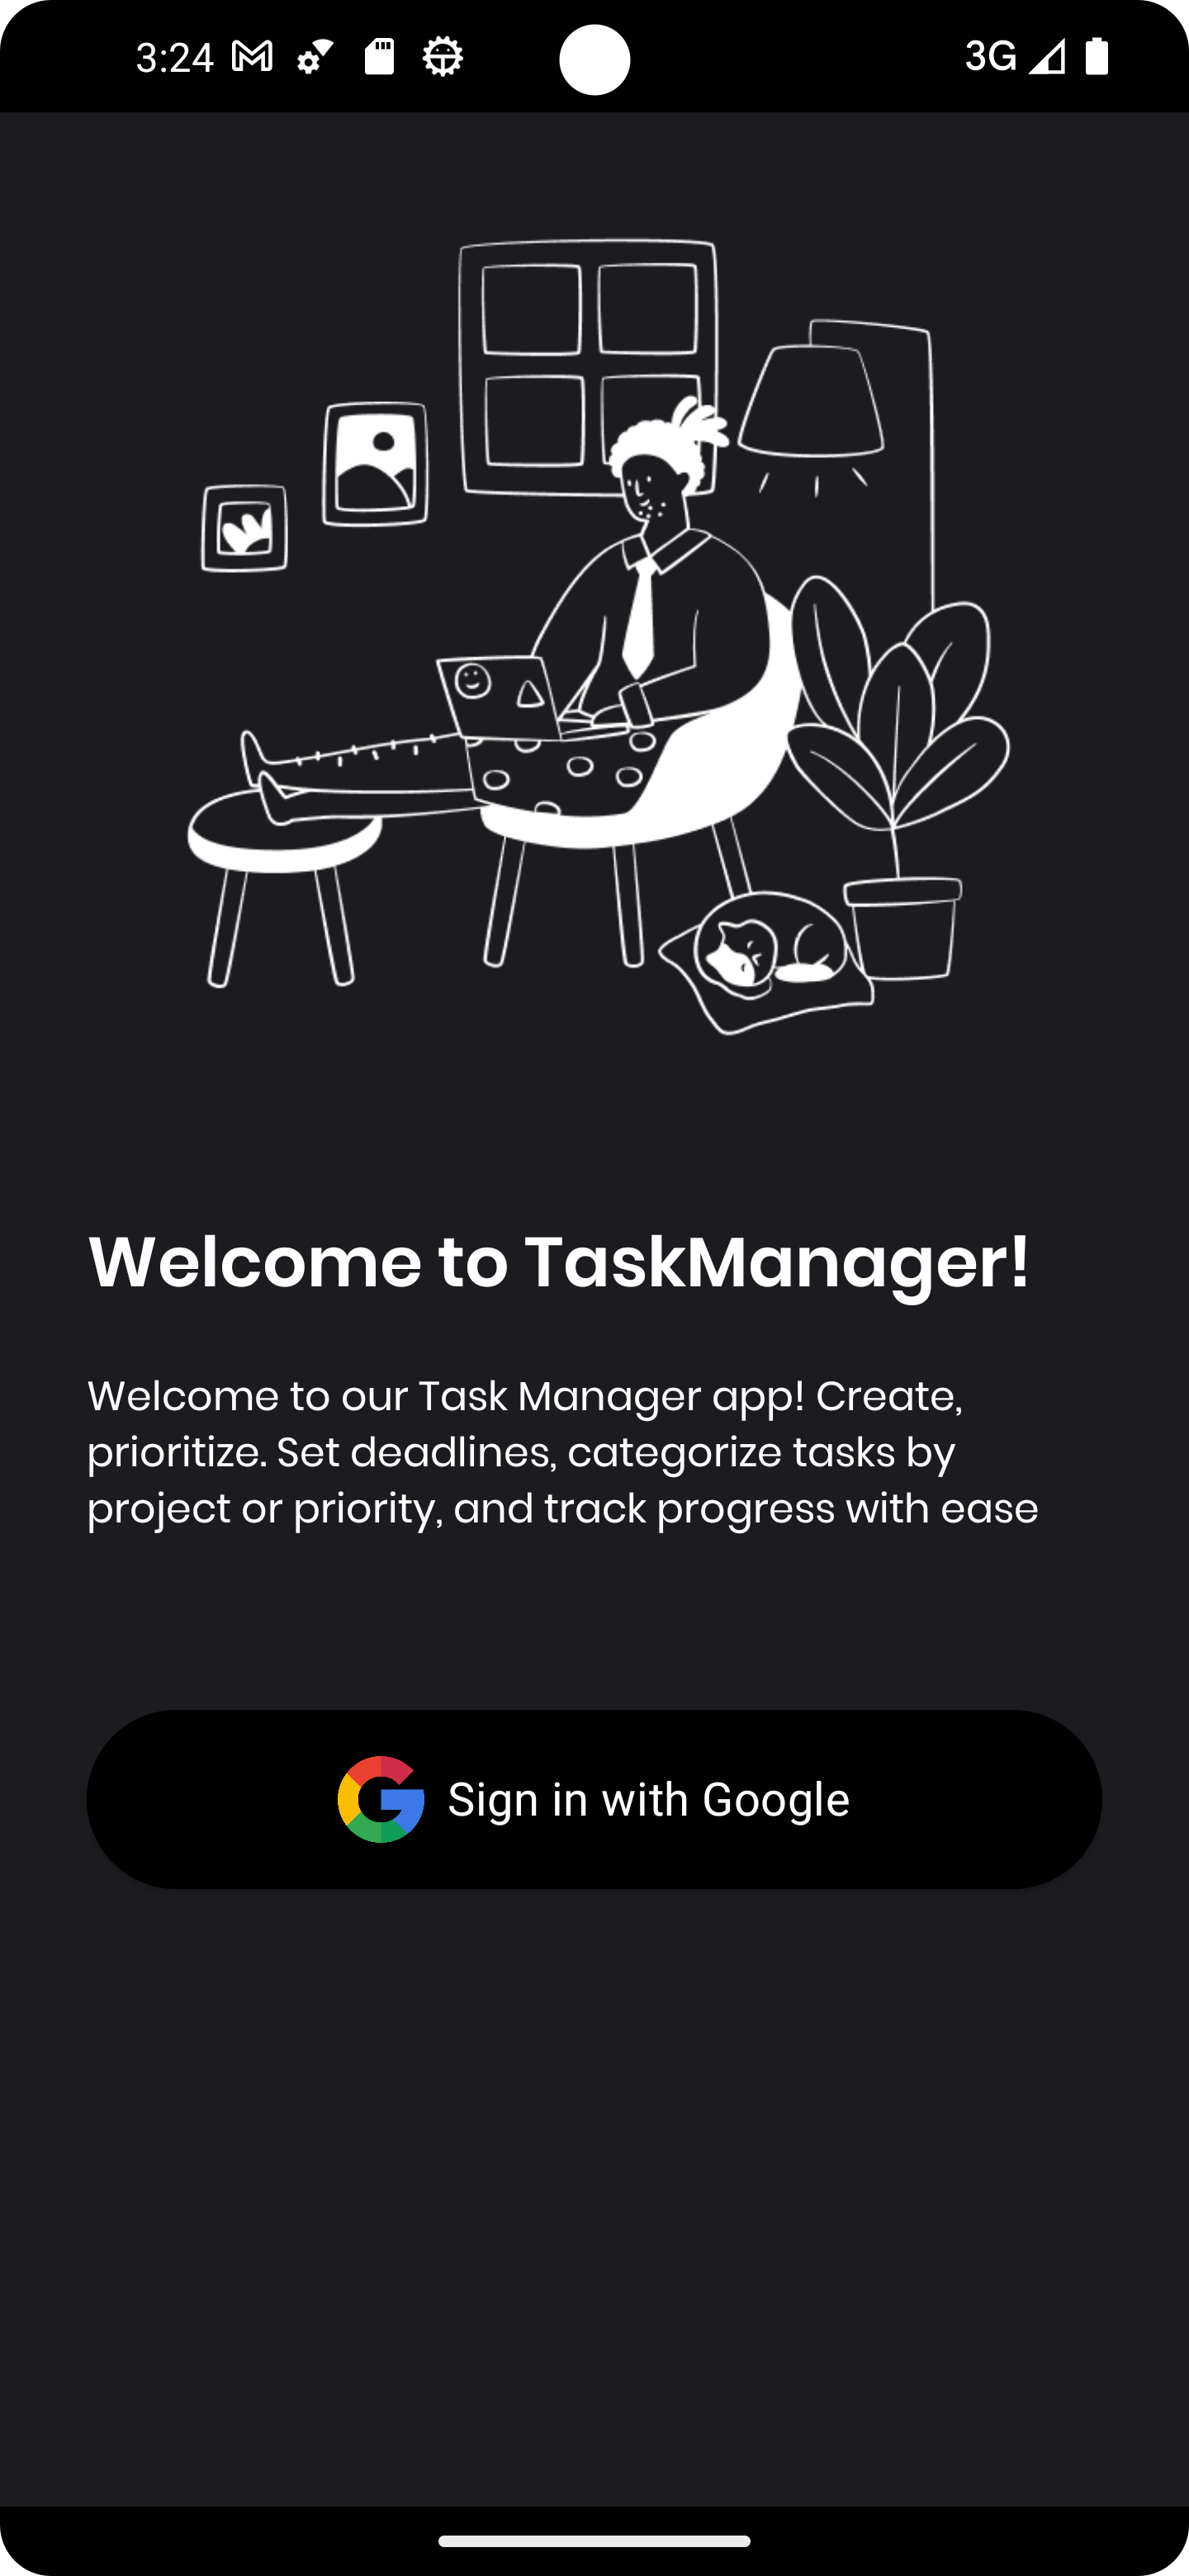 3:24 3G
Welcome to TaskManager!
Welcome to our Task Manager app! Create,
prioritize. Set deadlines, categorize tasks by
project or priority, and track progress with ease
Sign in with Google